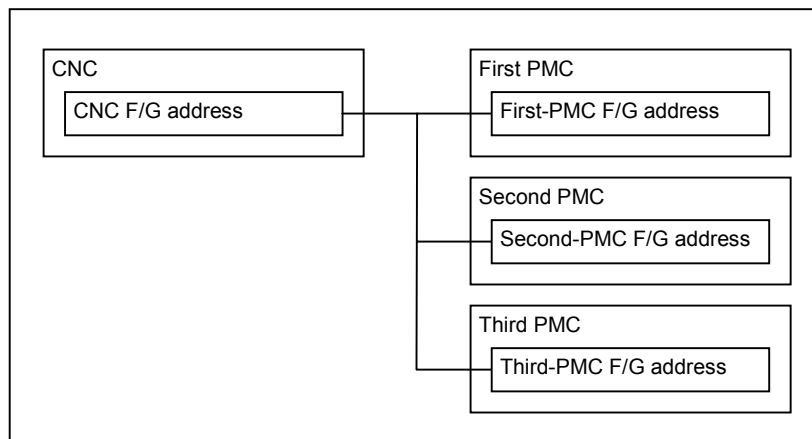 CNC
CNC F/G address
First PMC
First-PMC F/G address
Second PMC
Second-PMC F/G address
Third PMC
Third-PMC F/G address